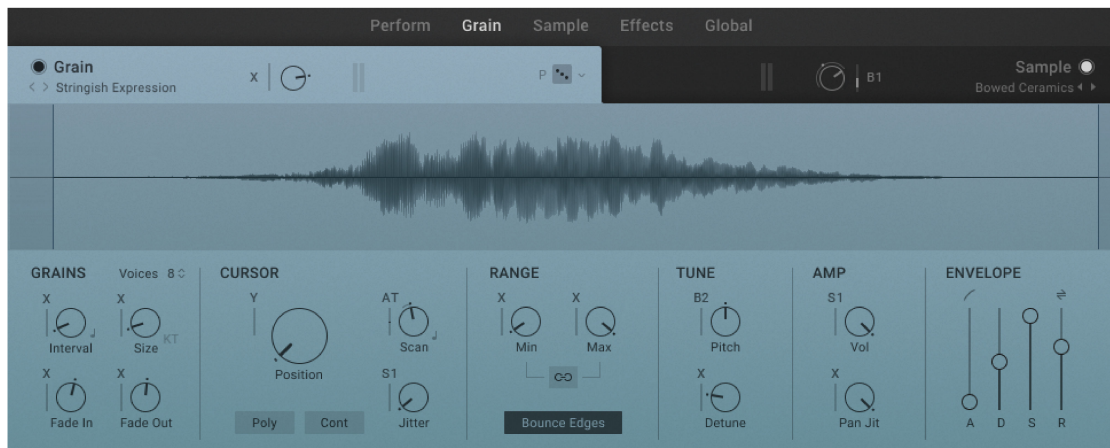 Perform Grain Sample Effects Global
Grain X P B1 Sample
Stringish Expression Bowed Ceramics
GRAINS Voices 8 CURSOR RANGE TUNE AMP ENVELOPE
X X Y AT X X B2 S1
Interval Size KT Scan Min Max Pitch Vol
Position
X X S1 X X
Fade In Fade Out Poly Cont Jitter Bounce Edges Detune Pan Jit A D S R